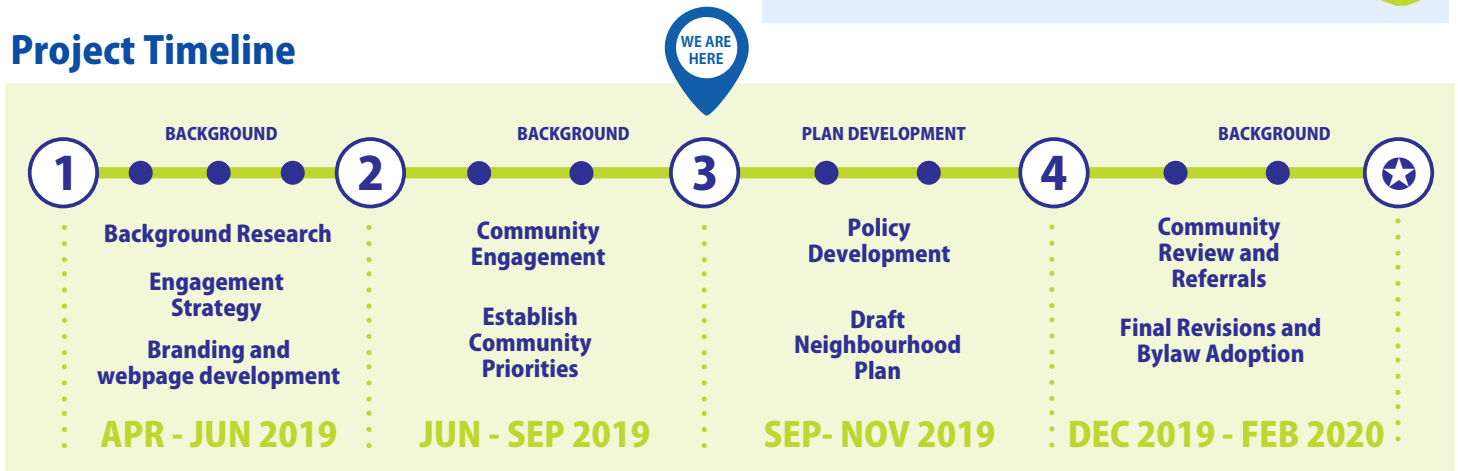 Project Timeline
WE ARE
HERE
BACKGROUND
BACKGROUND
PLAN DEVELOPMENT
BACKGROUND
1
2
3
4
Background Research
Engagement
Strategy
Branding and
webpage development
Community
Engagement
Establish
Community
Priorities
Policy
Development
Draft
Neighbourhood
Plan
Community
Review and
Referrals
Final Revisions and
Bylaw Adoption
APR - JUN 2019
JUN - SEP 2019
SEP- NOV 2019
DEC 2019 - FEB 2020